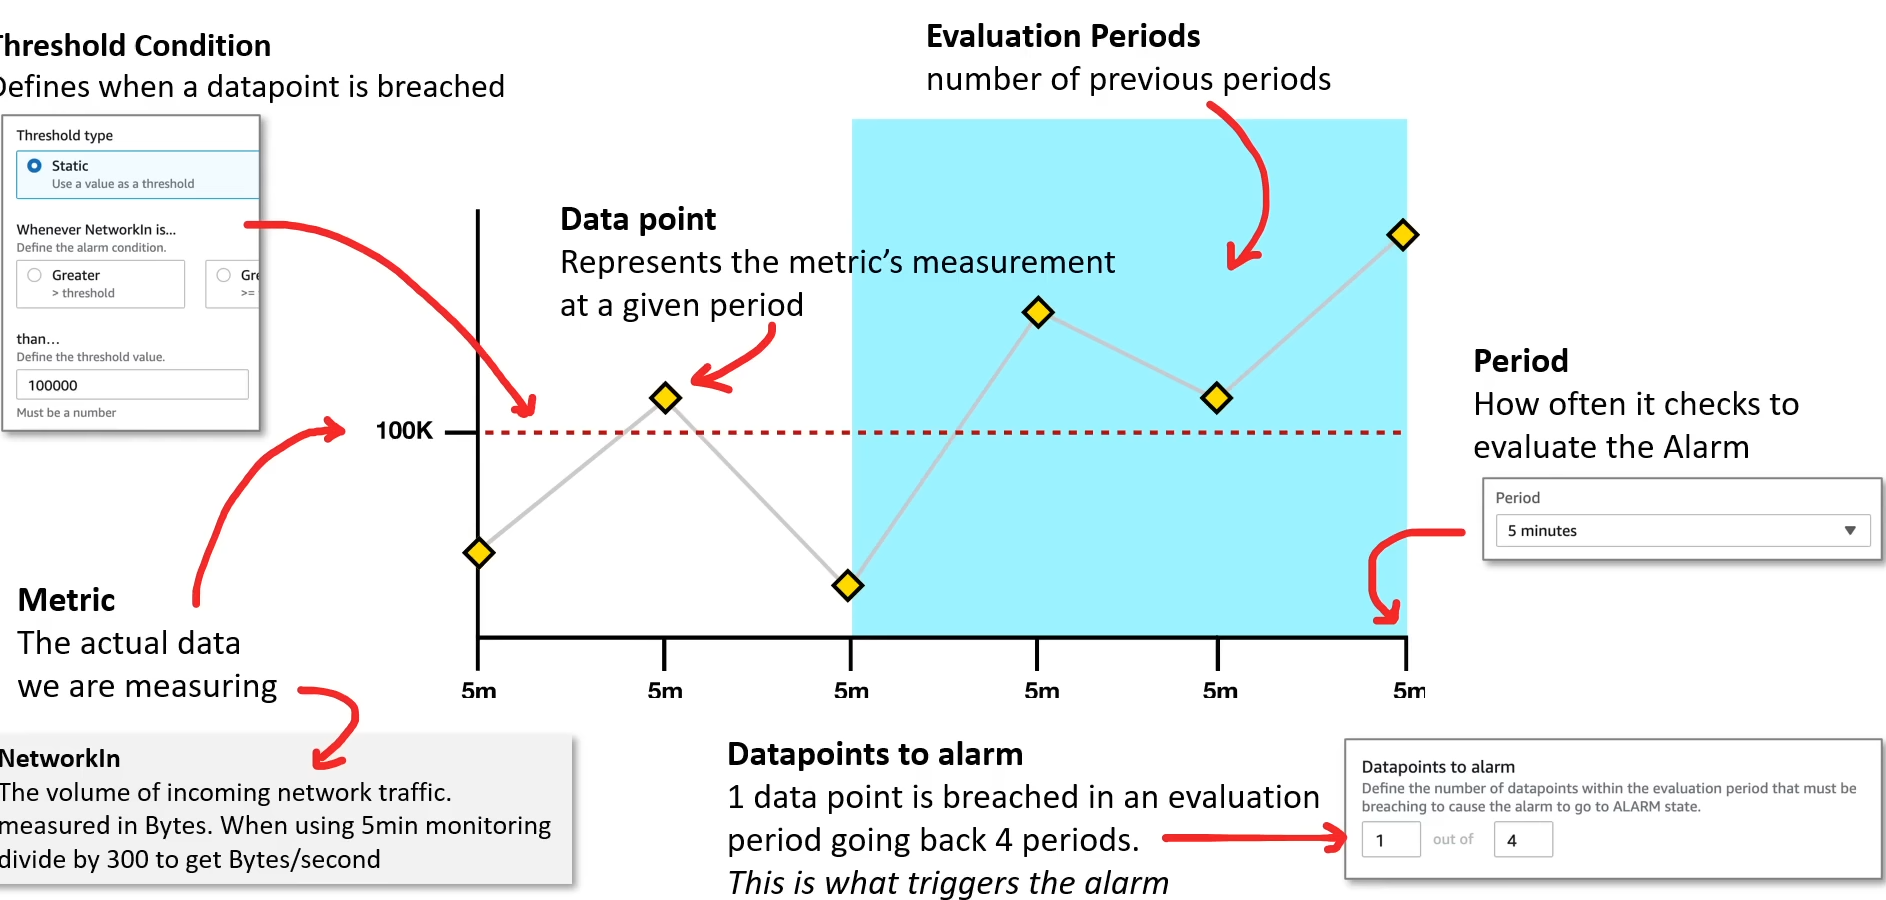 Threshold Condition
Defines when a datapoint is breached
Threshold type
Static
Use a value as a threshold
Whenever NetworkIn is...
Define the alarm condition.
Greater
> threshold
Gre
>=
than...
Define the threshold value.
100000
Must be a number
Evaluation Periods
number of previous periods
Data point
Represents the metric's measurement
at a given period
100K
Period
How often it checks to
evaluate the Alarm
Period
5 minutes
Metric
The actual data
we are measuring
5m
5m
5m
5m
5m
5m
NetworkIn
The volume of incoming network traffic.
measured in Bytes. When using 5min monitoring
divide by 300 to get Bytes/second
Datapoints to alarm
1 data point is breached in an evaluation
period going back 4 periods.
This is what triggers the alarm
Datapoints to alarm
Define the number of datapoints within the evaluation period that must be
breaching to cause the alarm to go to ALARM state.
1 out of 4